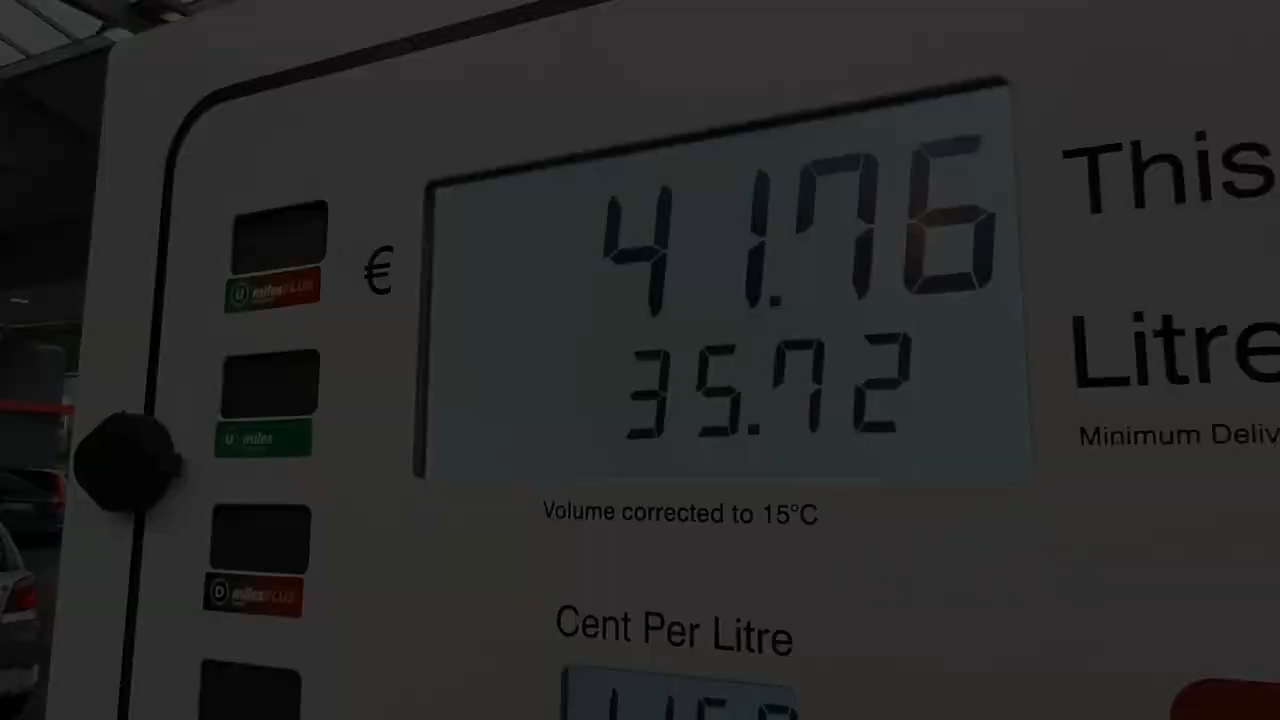 This
€ 41.76
U miles PLUS
Litre
35.72
U miles
Minimum Deliv
Volume corrected to 15°C
D miles PLUS
Cent Per Litre